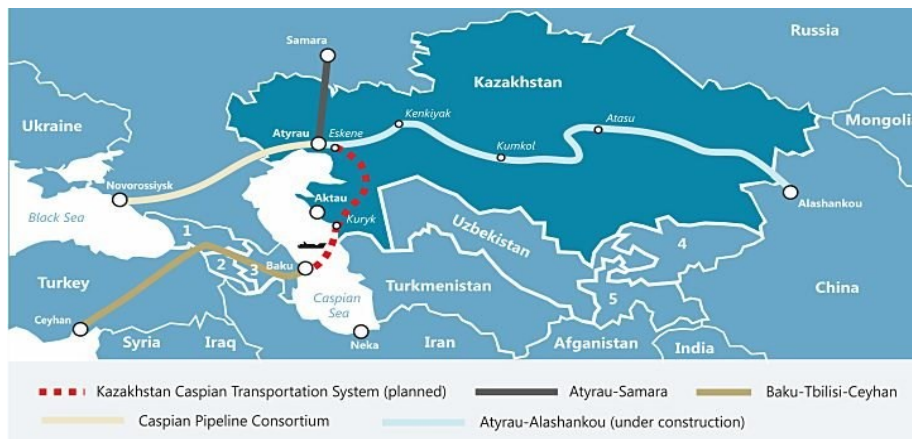 Samara
Russia
Kazakhstan
Ukraine
Kenkiyak
Atasu
Mongoli
Atyrau
Eskene
Kumkol
Novorossiysk
Aktau
Alashankou
Black Sea
Kuryk
Uzbekistan
1
4
2
3
Baku
Turkey
Turkmenistan
China
Caspian
Sea
5
Ceyhan
Syria
Iraq
Neka
Iran
Afghanistan
India
Kazakhstan Caspian Transportation System (planned)
Atyrau-Samara
Baku-Tbilisi-Ceyhan
Caspian Pipeline Consortium
Atyrau-Alashankou (under construction)